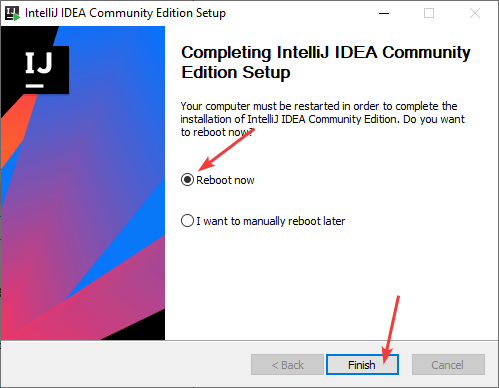 IntelliJ IDEA Community Edition Setup
IJ
Completing IntelliJ IDEA Community
Edition Setup
Your computer must be restarted in order to complete the
installation of IntelliJ IDEA Community Edition. Do you want
to reboot now?
Reboot now
I want to manually reboot later
< Back
Finish
Cancel